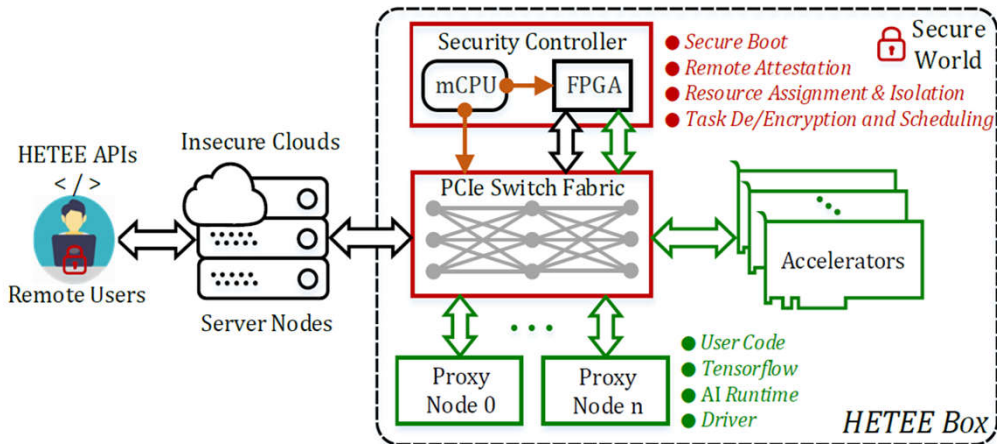 HETEE APIs
< / >
Remote Users
Insecure Clouds
Server Nodes
Security Controller
mCPU
FPGA
● Secure Boot
● Remote Attestation
● Resource Assignment & Isolation
● Task De/Encryption and Scheduling
Secure
World
PCIe Switch Fabric
Accelerators
Proxy
Node 0
Proxy
Node n
● User Code
● Tensorflow
● AI Runtime
● Driver
HETEE Box